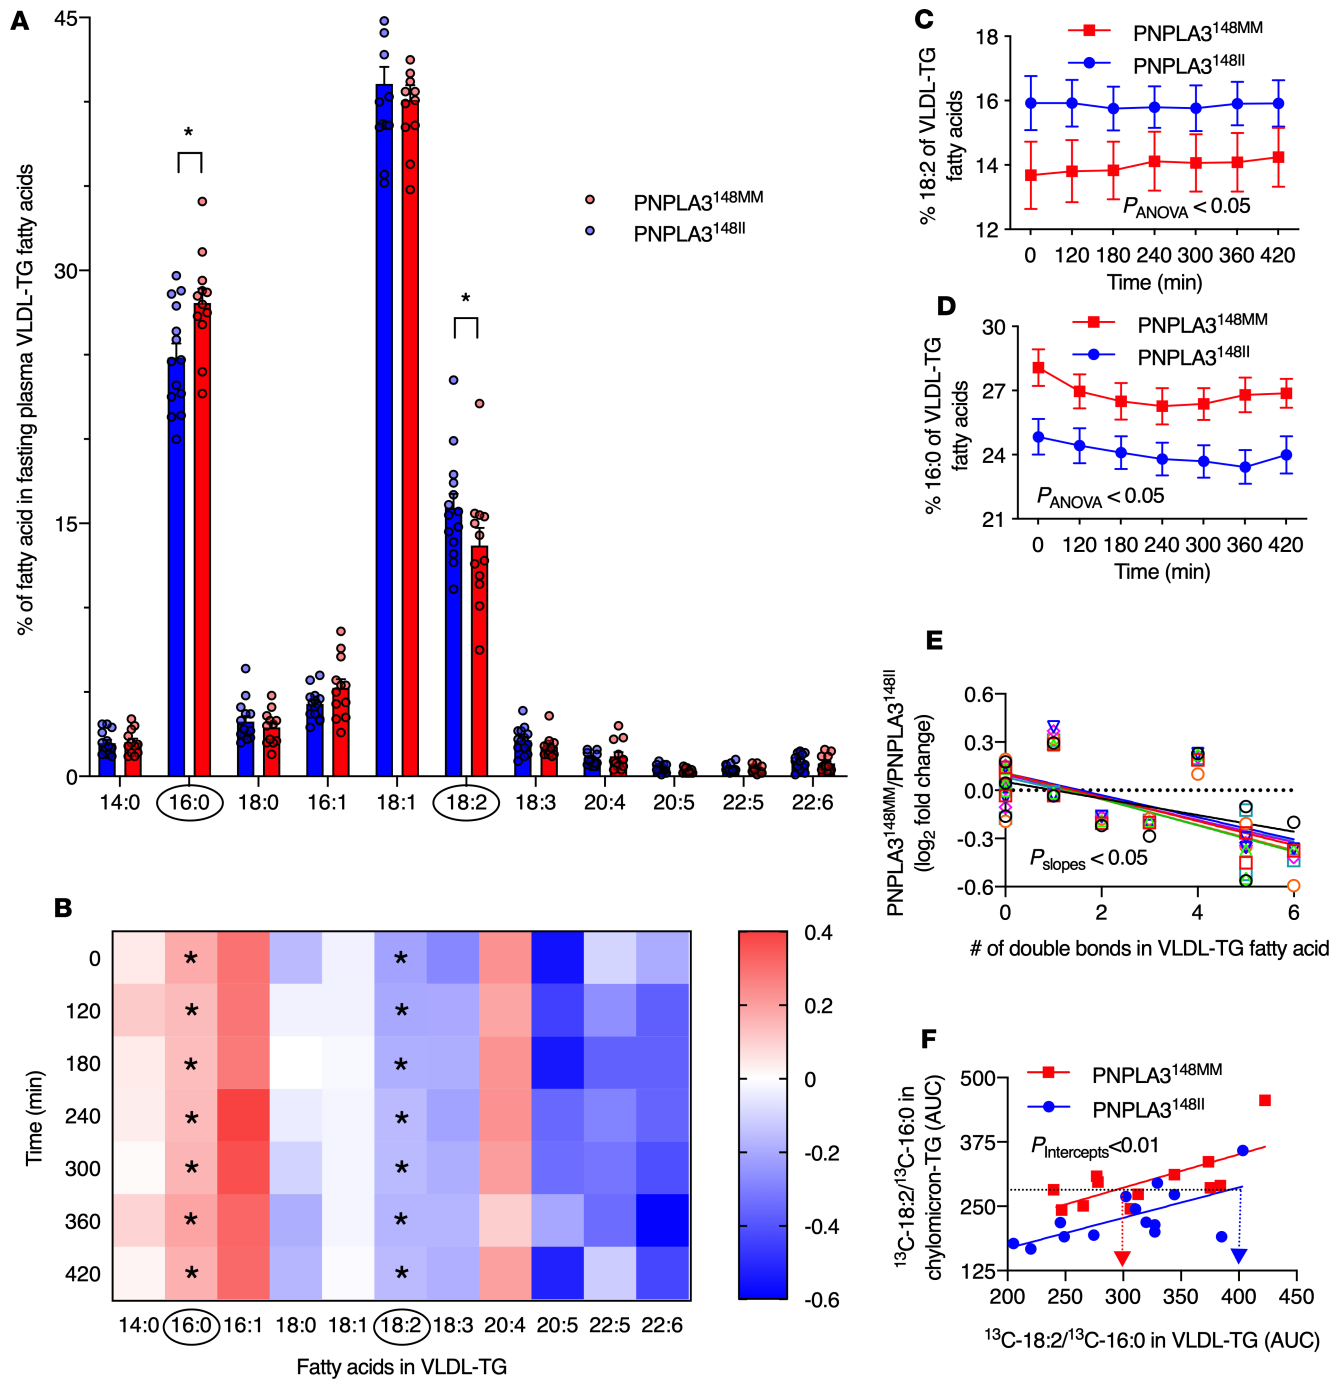 A
% of fatty acid in fasting plasma VLDL-TG fatty acids
45
30
15
0
*
*
PNPLA3148MM
PNPLA3148II
14:0 16:0 18:0 16:1 18:1 18:2 18:3 20:4 20:5 22:5 22:6
B
Time (min)
0
120
180
240
300
360
420
* *
* *
* *
* *
* *
* *
* *
14:0 16:0 16:1 18:0 18:1 18:2 18:3 20:4 20:5 22:5 22:6
Fatty acids in VLDL-TG
0.4
0.2
0
-0.2
-0.4
-0.6
C
% 18:2 of VLDL-TG
fatty acids
PNPLA3148MM
PNPLA3148II
18
16
14
12
PANOVA < 0.05
0 120 180 240 300 360 420
Time (min)
D
% 16:0 of VLDL-TG
fatty acids
PNPLA3148MM
PNPLA3148II
30
27
24
21
PANOVA < 0.05
0 120 180 240 300 360 420
Time (min)
E
PNPLA3148MM/PNPLA3148II
(log2 fold change)
0.6
0.3
0.0
-0.3
-0.6
Pslopes < 0.05
0 2 4 6
# of double bonds in VLDL-TG fatty acid
F
13C-18:2/13C-16:0 in
chylomicron-TG (AUC)
PNPLA3148MM
PNPLA3148II
PIntercepts<0.01
500
375
250
125
200 250 300 350 400 450
13C-18:2/13C-16:0 in VLDL-TG (AUC)